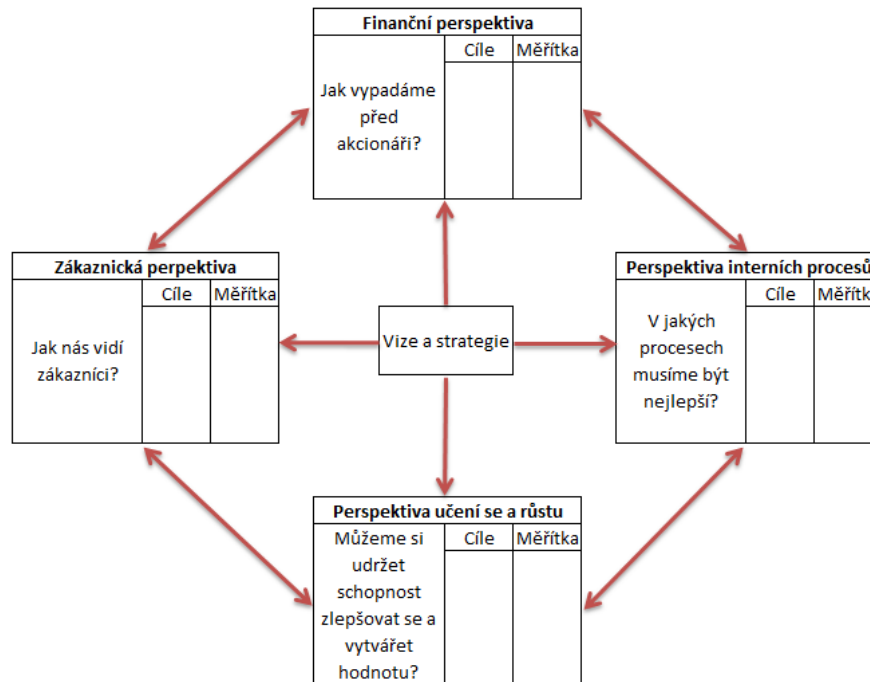 Finanční perspektiva
Cíle
Měřítka
Jak vypadáme
před
akcionáři?
Zákaznická perpektiva
Cíle
Měřítka
Jak nás vidí
zákazníci?
Vize a strategie
Perspektiva interních procesů
Cíle
Měřítk
V jakých
procesech
musíme být
nejlepší?
Perspektiva učení se a růstu
Cíle
Měřítka
Můžeme si
udržet
schopnost
zlepšovat se a
vytvářet
hodnotu?